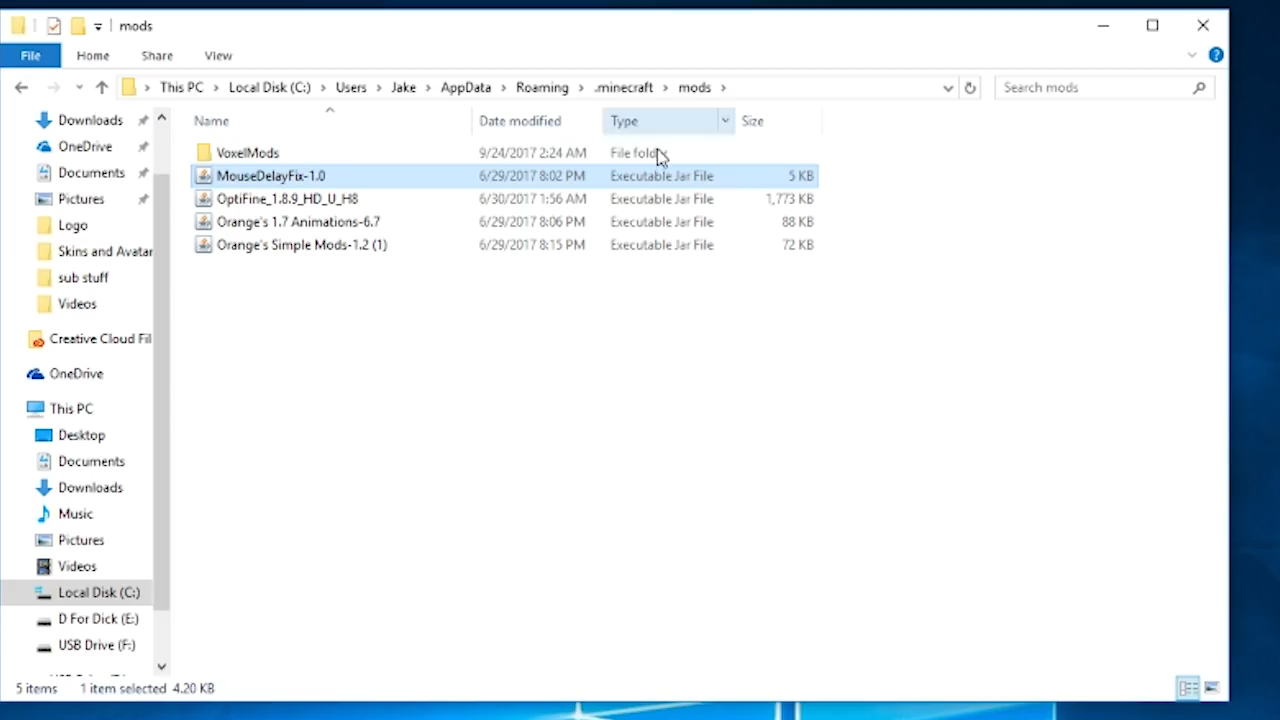 mods
File Home Share View
This PC Local Disk (C:) Users Jake AppData Roaming .minecraft mods Search mods
Name Date modified Type Size
VoxelMods 9/24/2017 2:24 AM File folder
MouseDelayFix-1.0 6/29/2017 8:02 PM Executable Jar File 5 KB
OptiFine_1.8.9_HD_U_H8 6/30/2017 1:56 AM Executable Jar File 1,773 KB
Orange's 1.7 Animations-6.7 6/29/2017 8:06 PM Executable Jar File 88 KB
Orange's Simple Mods-1.2 (1) 6/29/2017 8:15 PM Executable Jar File 72 KB
Downloads
OneDrive
Documents
Pictures
Logo
Skins and Avatar
sub stuff
Videos
Creative Cloud Fil
OneDrive
This PC
Desktop
Documents
Downloads
Music
Pictures
Videos
Local Disk (C:)
D For Dick (E:)
USB Drive (F:)
5 items 1 item selected 4.20 KB